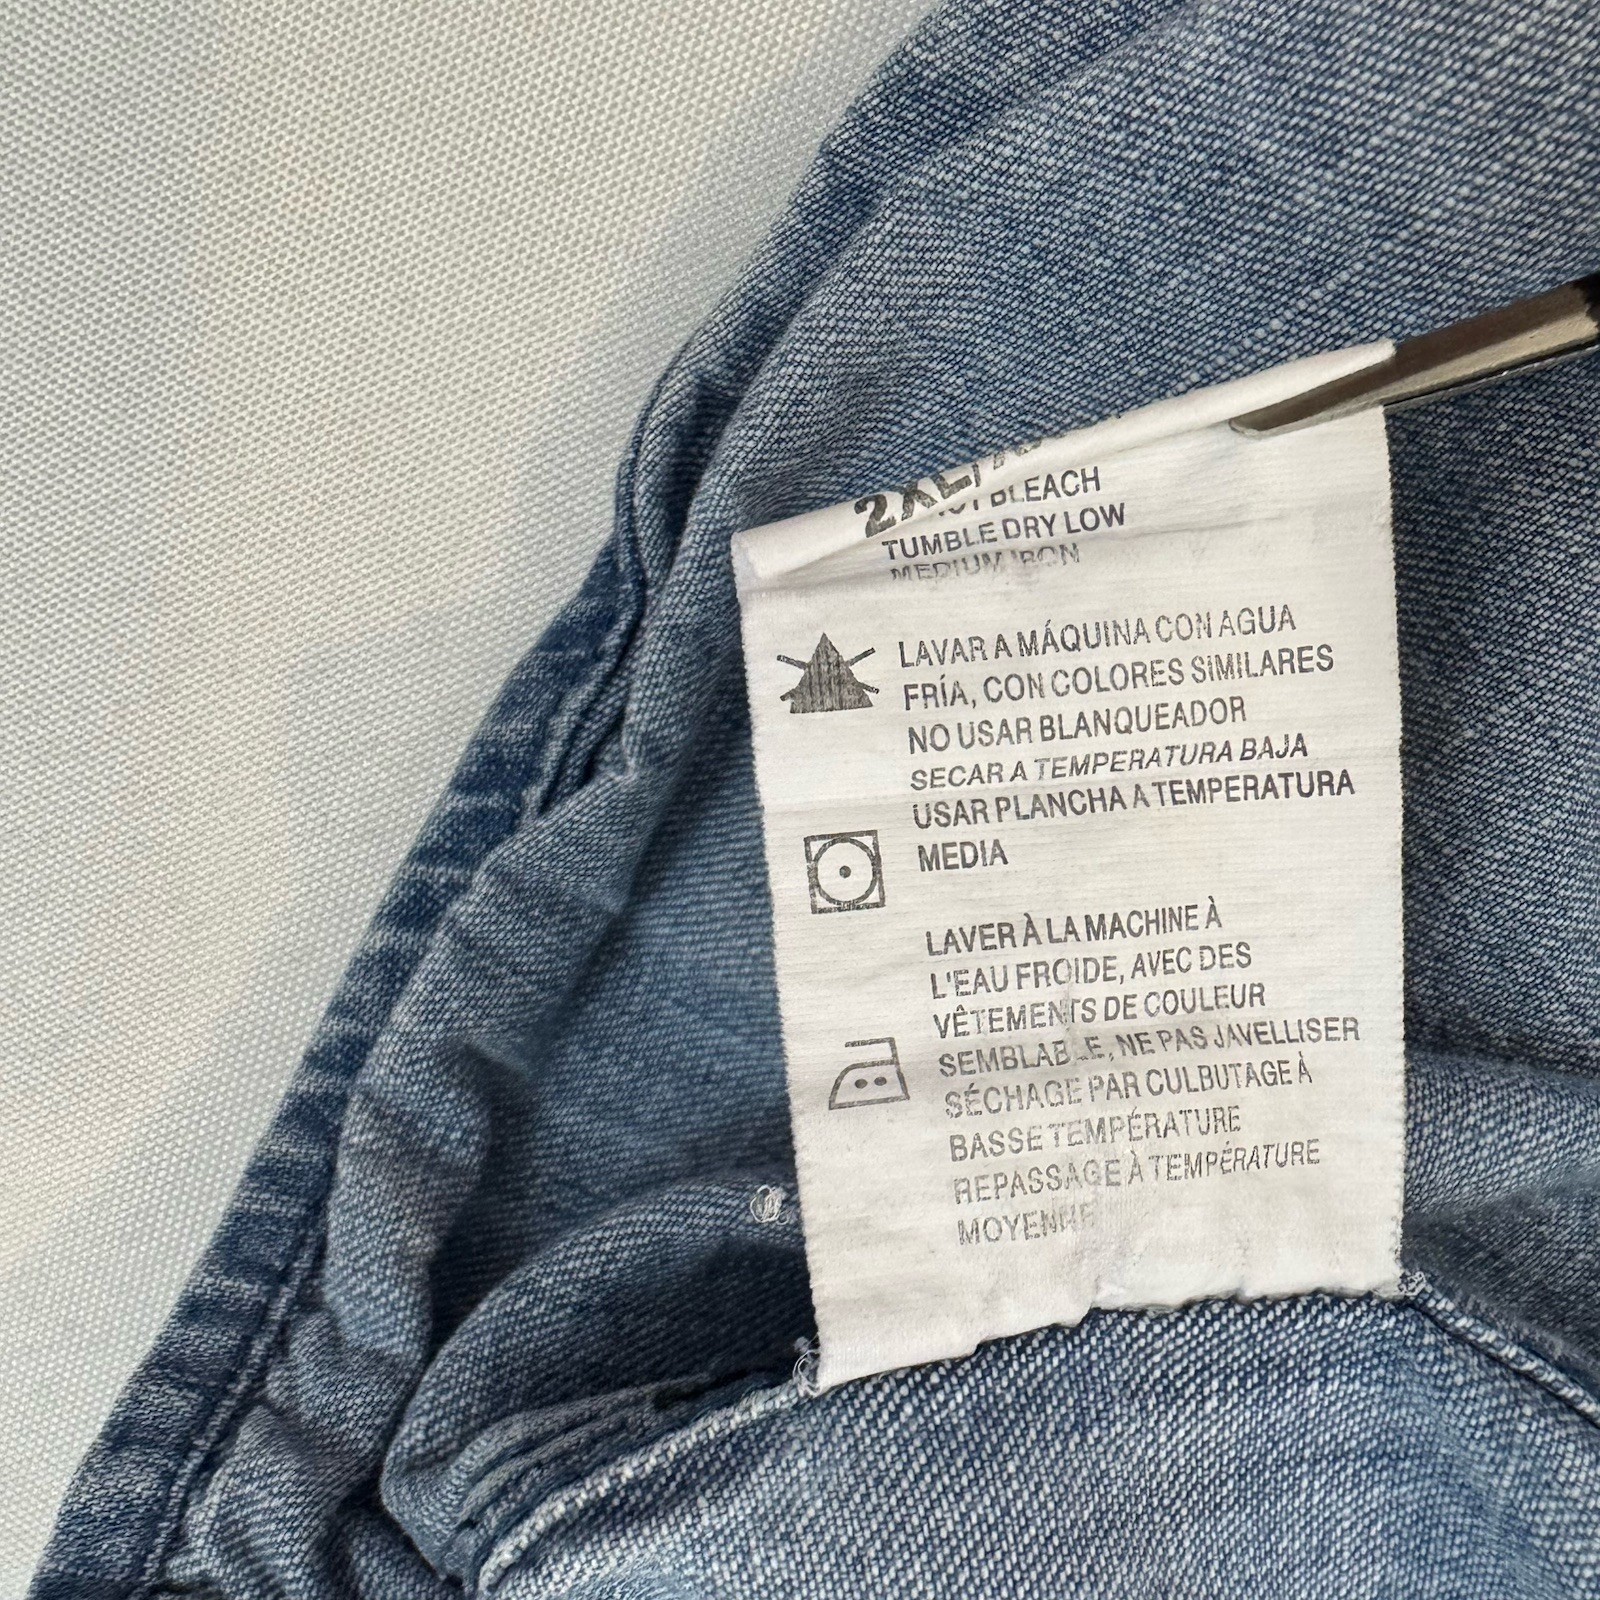 2XL/
BLEACH
TUMBLE DRY LOW
MEDIUM IRON
LAVAR A MÁQUINA CON AGUA
FRÍA, CON COLORES SIMILARES
NO USAR BLANQUEADOR
SECAR A TEMPERATURA BAJA
USAR PLANCHA A TEMPERATURA
MEDIA
LAVER À LA MACHINE À
L'EAU FROIDE, AVEC DES
VÊTEMENTS DE COULEUR
SEMBLABLE, NE PAS JAVELLISER
SÉCHAGE PAR CULBUTAGE À
BASSE TEMPÉRATURE
REPASSAGE À TEMPÉRATURE
MOYENNE